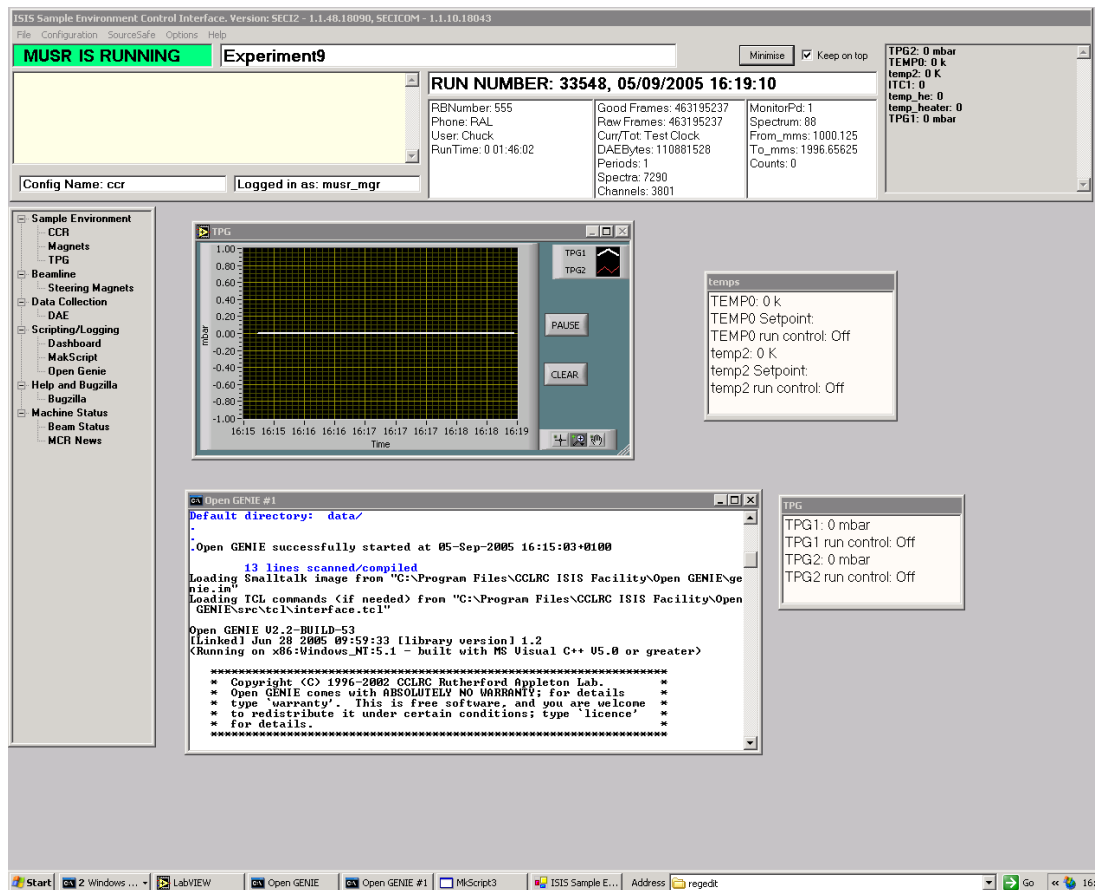 ISIS Sample Environment Control Interface. Version: SECI2 - 1.1.48.18090, SECICOM - 1.1.10.18043
File Configuration SourceSafe Options Help
MUSR IS RUNNING
Experiment9
Minimise
Keep on top
RUN NUMBER: 33548, 05/09/2005 16:19:10
RBNumber: 555
Phone: RAL
User: Chuck
RunTime: 0 01:46:02
Good Frames: 463195237
Raw Frames: 463195237
Curr/Tot: Test Clock
DAEBytes: 110881528
Periods: 1
Spectra: 7290
Channels: 3801
MonitorPd: 1
Spectrum: 88
From_mms: 1000.125
To_mms: 1996.65625
Counts: 0
TPG2: 0 mbar
TEMP0: 0 k
temp2: 0 K
ITC1: 0
temp_he: 0
temp_heater: 0
TPG1: 0 mbar
Config Name: ccr
Logged in as: musr_mgr
Sample Environment
CCR
Magnets
TPG
Beamline
Steering Magnets
Data Collection
DAE
Scripting/Logging
Dashboard
MakScript
Open Genie
Help and Bugzilla
Bugzilla
Machine Status
Beam Status
MCR News
TPG
1.00
0.80
0.60
0.40
0.20
0.00
-0.20
-0.40
-0.60
-0.80
-1.00
mbar
16:15 16:15 16:16 16:16 16:17 16:17 16:17 16:18 16:18 16:19
Time
TPG1
TPG2
PAUSE
CLEAR
temps
TEMP0: 0 k
TEMP0 Setpoint:
TEMP0 run control: Off
temp2: 0 K
temp2 Setpoint:
temp2 run control: Off
Open GENIE #1
Default directory: data/
.
.
.Open GENIE successfully started at 05-Sep-2005 16:15:03+0100
13 lines scanned/compiled
Loading Smalltalk image from "C:\Program Files\CCLRC ISIS Facility\Open GENIE\ge
nie.im"
Loading TCL commands (if needed) from "C:\Program Files\CCLRC ISIS Facility\Open
GENIE\src\tcl\interface.tcl"
Open GENIE V2.2-BUILD-53
[Linked] Jun 28 2005 09:59:33 [library version] 1.2
(Running on x86:Windows_NT:5.1 - built with MS Visual C++ V5.0 or greater)
******************************************************************
* Copyright (C) 1996-2002 CCLRC Rutherford Appleton Lab. *
* Open GENIE comes with ABSOLUTELY NO WARRANTY; for details *
* type `warranty'. This is free software, and you are welcome *
* to redistribute it under certain conditions; type `licence' *
* for details. *
******************************************************************
TPG
TPG1: 0 mbar
TPG1 run control: Off
TPG2: 0 mbar
TPG2 run control: Off
Start 2 Windows ... LabVIEW Open GENIE Open GENIE #1 MkScript3 ISIS Sample E... Address regedit Go « 16: